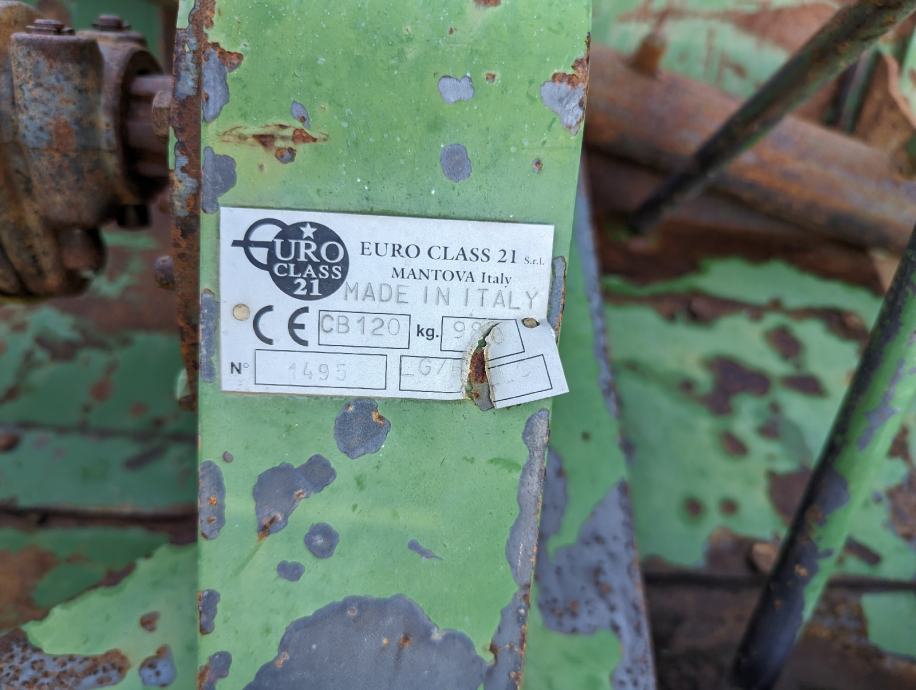 EURO
CLASS
21
EURO CLASS 21 S.r.l.
MANTOVA Italy
MADE IN ITALY
CE CB120 kg.
N° 1495